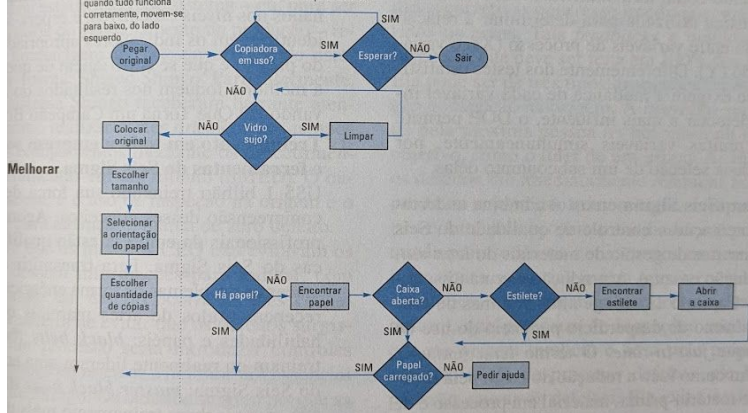 quando tudo funciona
corretamente, movem-se
para baixo, do lado
esquerdo
Pegar
original
Copiadora
em uso?
SIM
SIM
Esperar?
NÃO
Sair
NÃO
Colocar
original
NÃO
Vidro
sujo?
SIM
Limpar
Melhorar
Escolher
tamanho
Selecionar
a orientação
do papel
Escolher
quantidade
de cópias
Há papel?
NÃO
SIM
Encontrar
papel
Caixa
aberta?
NÃO
SIM
Estilete?
NÃO
SIM
Encontrar
estilete
Abrir
a caixa
SIM
Papel
carregado?
NÃO
Pedir ajuda